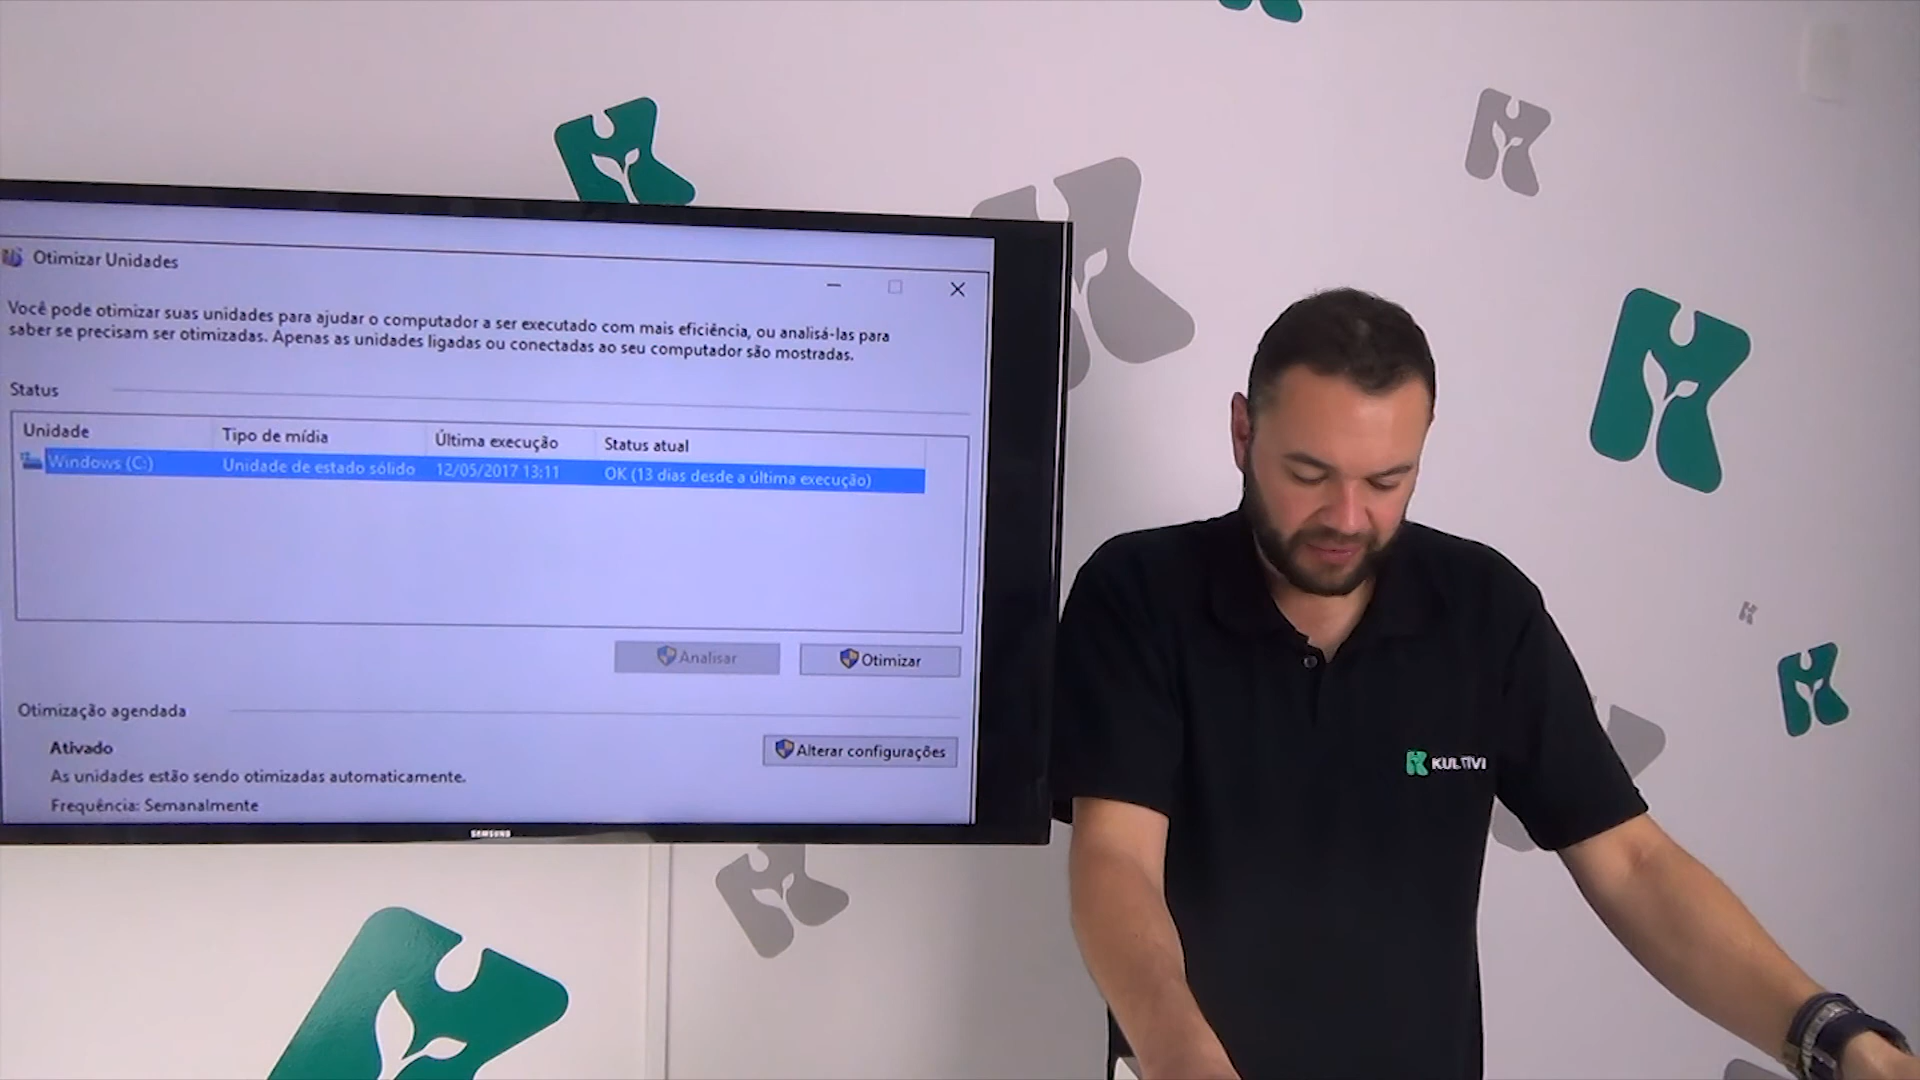 Otimizar Unidades
Você pode otimizar suas unidades para ajudar o computador a ser executado com mais eficiência, ou analisá-las para
saber se precisam ser otimizadas. Apenas as unidades ligadas ou conectadas ao seu computador são mostradas.
Status
Unidade Tipo de mídia Última execução Status atual
Windows (C:) Unidade de estado sólido 12/05/2017 13:11 OK (13 dias desde a última execução)
Analisar Otimizar
Otimização agendada
Ativado
Alterar configurações
As unidades estão sendo otimizadas automaticamente.
Frequência: Semanalmente
SAMSUNG
KULTIVI